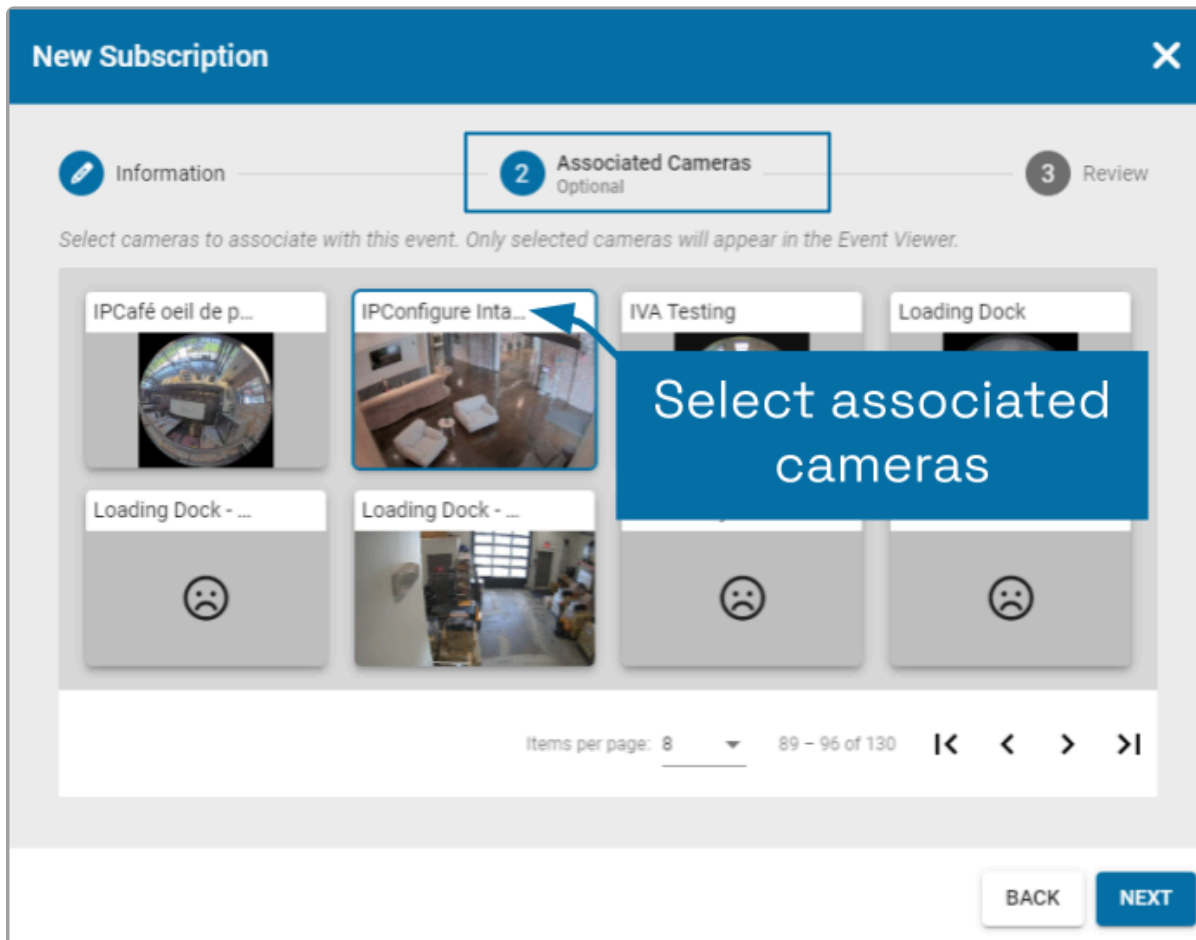 New Subscription
Information
2
Associated Cameras
Optional
3
Review
Select cameras to associate with this event. Only selected cameras will appear in the Event Viewer.
IPCafé oeil de p...
IPConfigure Inta...
IVA Testing
Loading Dock
Select associated
cameras
Loading Dock - ...
Loading Dock - ...
Items per page: 8
89 – 96 of 130
BACK
NEXT